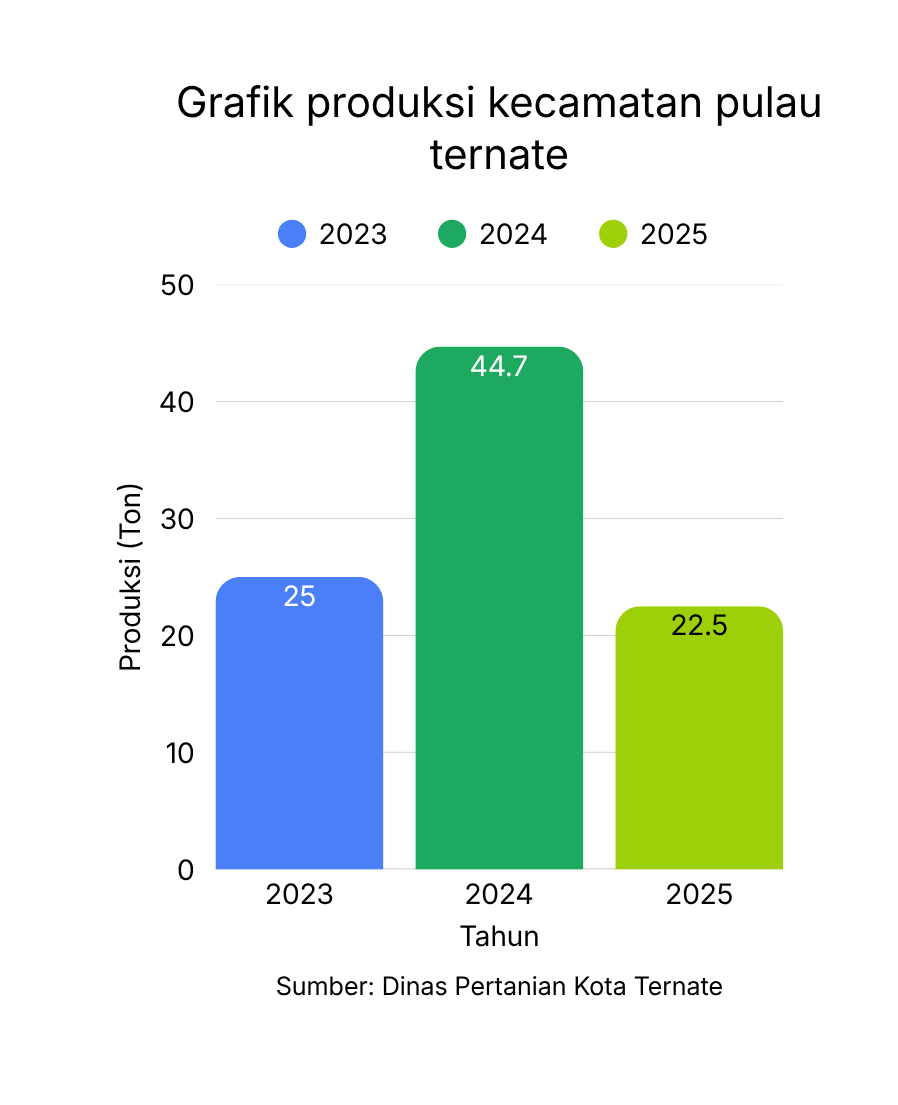 Grafik produksi kecamatan pulau
ternate
2023 2024 2025
50
40
30
20
10
0
Produksi (Ton)
25
44.7
22.5
2023 2024 2025
Tahun
Sumber: Dinas Pertanian Kota Ternate